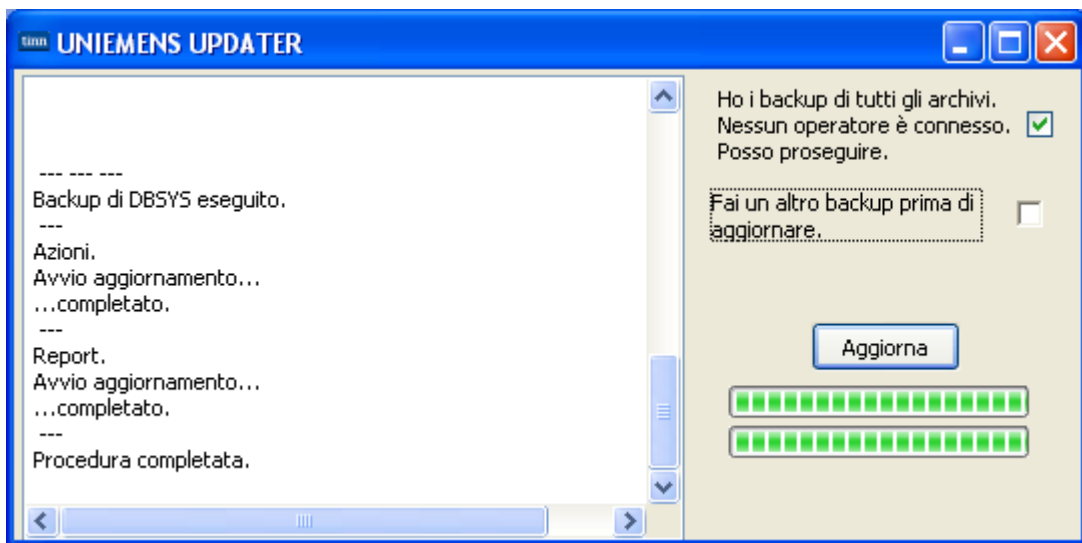 tinn UNIEMENS UPDATER
--- --- ---
Backup di DBSYS eseguito.
---
Azioni.
Avvio aggiornamento...
...completato.
---
Report.
Avvio aggiornamento...
...completato.
---
Procedura completata.
Ho i backup di tutti gli archivi.
Nessun operatore è connesso.
Posso proseguire.
Fai un altro backup prima di
aggiornare.
Aggiorna